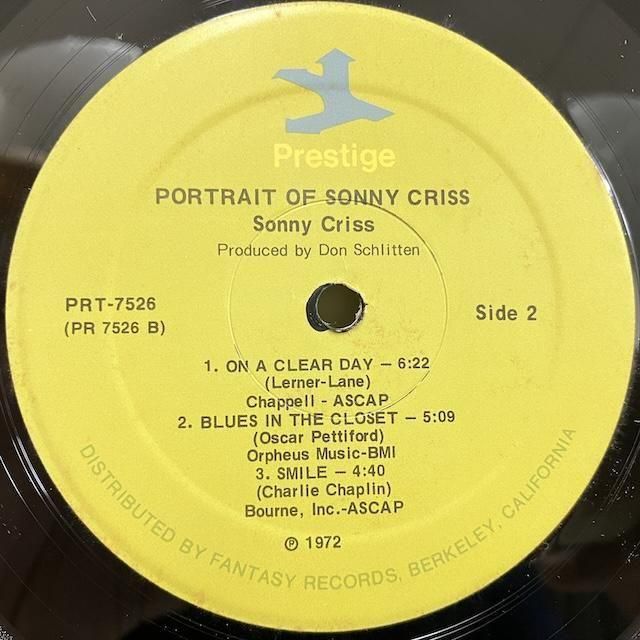 Prestige
PORTRAIT OF SONNY CRISS
Sonny Criss
Produced by Don Schlitten
PRT-7526
(PR 7526 B)
Side 2
1. ON A CLEAR DAY – 6:22
(Lerner-Lane)
Chappell - ASCAP
2. BLUES IN THE CLOSET – 5:09
(Oscar Pettiford)
Orpheus Music-BMI
3. SMILE – 4:40
(Charlie Chaplin)
Bourne, Inc.-ASCAP
℗ 1972
DISTRIBUTED BY FANTASY RECORDS, BERKELEY, CALIFORNIA